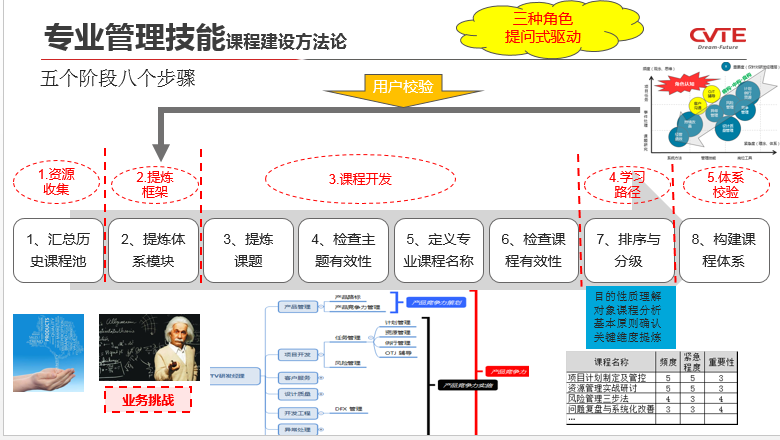 专业管理技能课程建设方法论
三种角色
提问式驱动
CVTE
Dream·Future
五个阶段八个步骤
用户校验
角色认知
1.资源
收集
2.提炼
框架
3.课程开发
4.学习
路径
5.体系
校验
1、汇总历
史课程池
2、提炼体
系模块
3、提炼
课题
4、检查主
题有效性
5、定义专
业课程名称
6、检查课
程有效性
7、排序与
分级
8、构建课
程体系
PRODUCTS
业务挑战
TV研发经理
产品管理
产品路标
产品竞争力管理
产品竞争力规划
项目开发
任务管理
计划管理
资源管理
例行管理
OTJ 辅导
风险管理
客户服务
设计质量
开发工程
DFX 管理
异常处理
产品竞争力实施
产品竞争力
目的性质理解
对象课程分析
基本原则确认
关键维度提炼
课程名称 频度 紧急程度 重要性
项目计划制定及管控 5 5 3
资源管理实战研讨 5 5 3
风险管理三步法 4 3 4
问题复盘与系统化改善 3 3 4
…